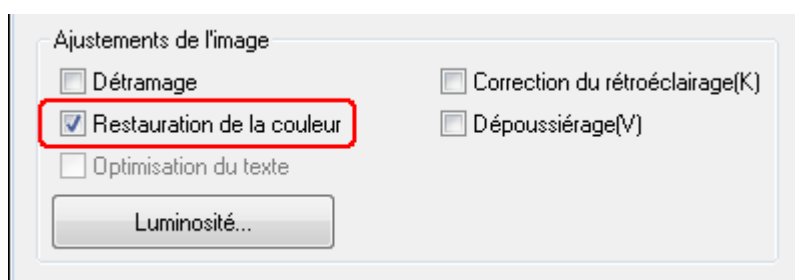 Ajustements de l'image
Détramage
Correction du rétroéclairage(K)
Restauration de la couleur
Dépoussiérage(V)
Optimisation du texte
Luminosité...